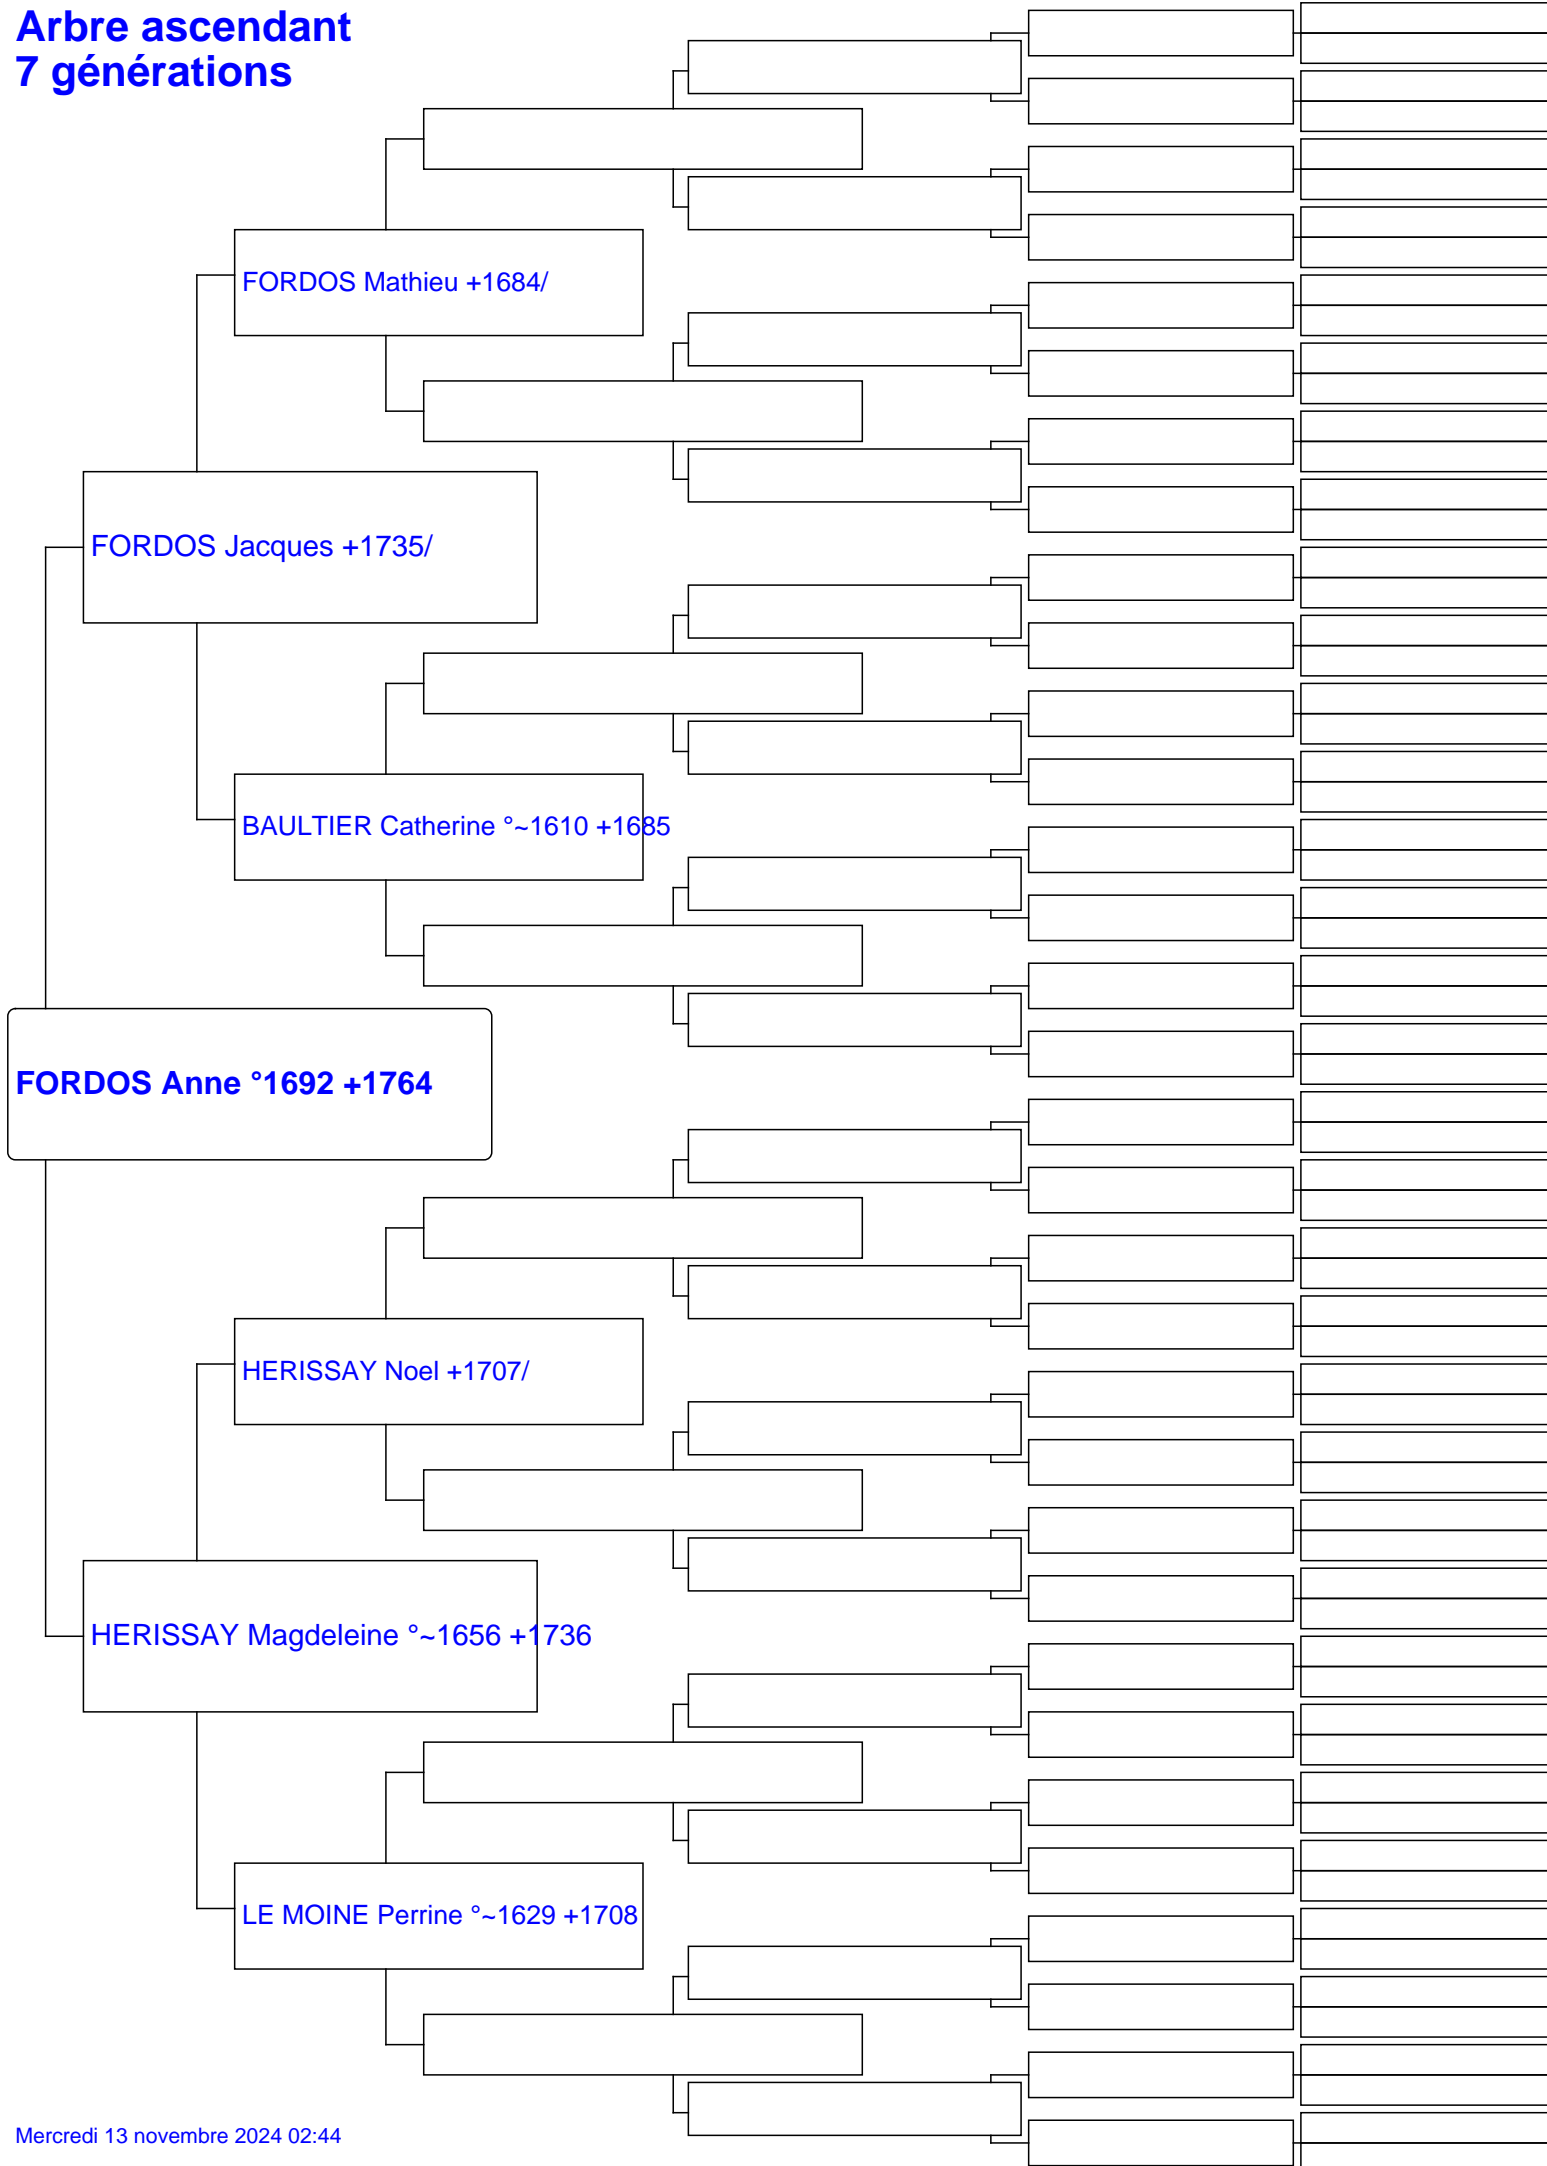 Arbre ascendant
7 générations
FORDOS Mathieu +1684/
FORDOS Jacques +1735/
BAULTIER Catherine °~1610 +1685
FORDOS Anne °1692 +1764
HERISSAY Noel +1707/
HERISSAY Magdeleine °~1656 +1736
LE MOINE Perrine °~1629 +1708
Mercredi 13 novembre 2024 02:44